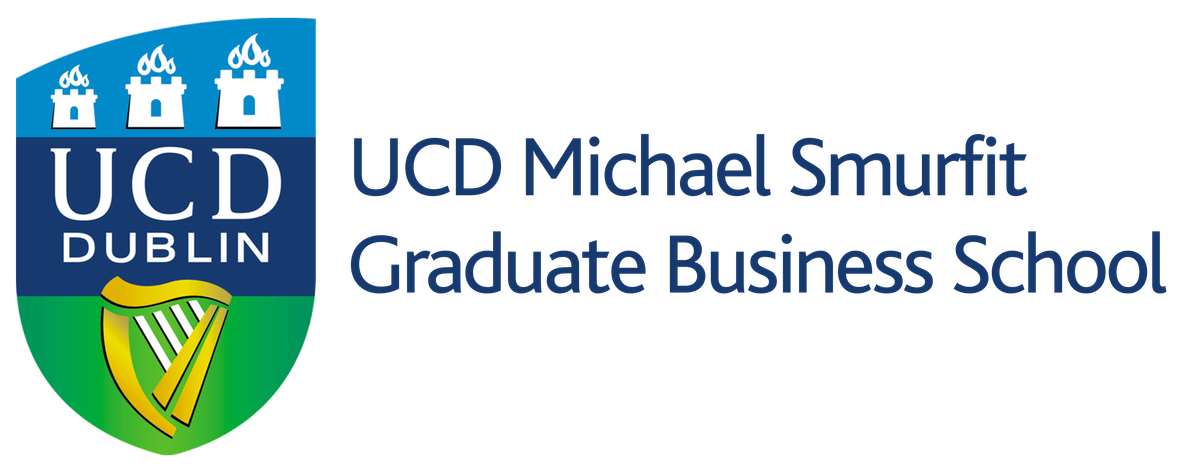 UCD
DUBLIN
UCD Michael Smurfit
Graduate Business School